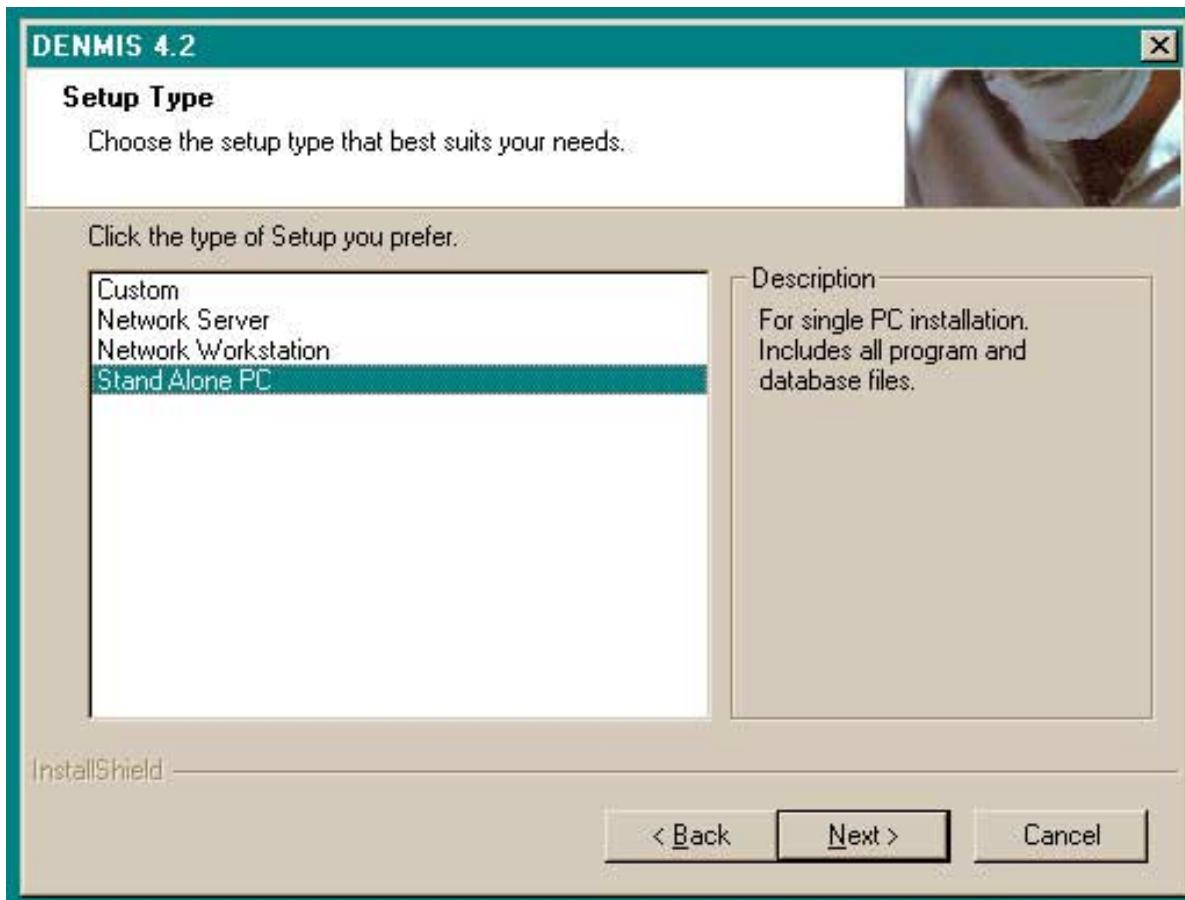 DENMIS 4.2
Setup Type
Choose the setup type that best suits your needs.
Click the type of Setup you prefer.
Custom
Network Server
Network Workstation
Stand Alone PC
Description
For single PC installation.
Includes all program and
database files.
InstallShield
< Back
Next >
Cancel